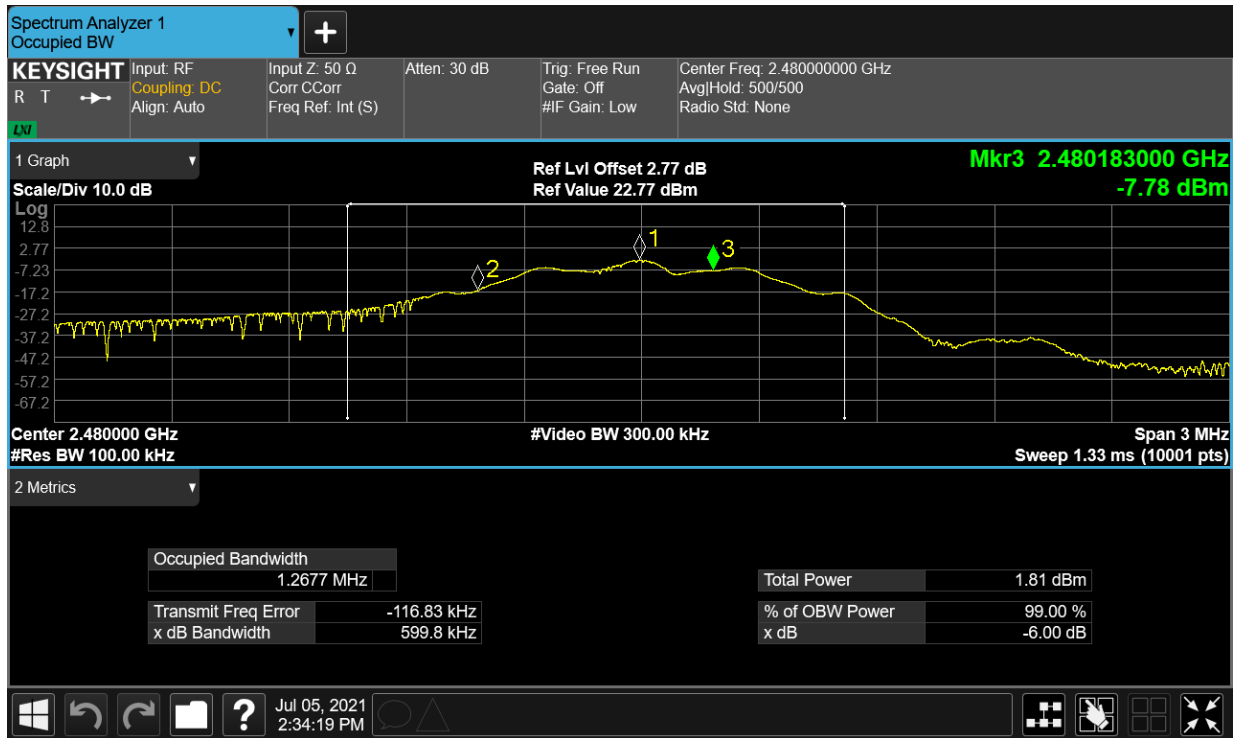 Spectrum Analyzer 1
Occupied BW
+
KEYSIGHT
R T
LXI
Input: RF
Coupling: DC
Align: Auto
Input Z: 50 Ω
Corr CCorr
Freq Ref: Int (S)
Atten: 30 dB
Trig: Free Run
Gate: Off
#IF Gain: Low
Center Freq: 2.480000000 GHz
Avg|Hold: 500/500
Radio Std: None
1 Graph
Scale/Div 10.0 dB
Ref Lvl Offset 2.77 dB
Ref Value 22.77 dBm
Mkr3 2.480183000 GHz
-7.78 dBm
Log
12.8
2.77
-7.23
-17.2
-27.2
-37.2
-47.2
-57.2
-67.2
1
2
3
Center 2.480000 GHz
#Video BW 300.00 kHz
Span 3 MHz
#Res BW 100.00 kHz
Sweep 1.33 ms (10001 pts)
2 Metrics
Occupied Bandwidth
1.2677 MHz
Transmit Freq Error -116.83 kHz
x dB Bandwidth 599.8 kHz
Total Power 1.81 dBm
% of OBW Power 99.00 %
x dB -6.00 dB
?
Jul 05, 2021
2:34:19 PM